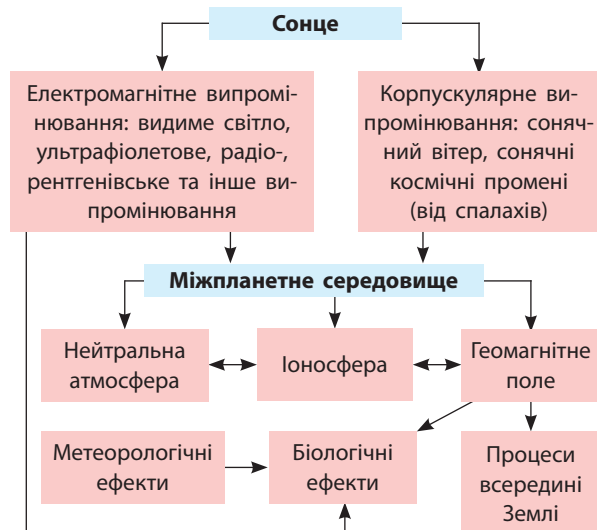 Сонце
Електромагнітне випромі-
нювання: видиме світло,
ультрафіолетове, радіо-,
рентгенівське та інше ви-
промінювання
Корпускулярне ви-
промінювання: соняч-
ний вітер, сонячні
космічні промені
(від спалахів)
Міжпланетне середовище
Нейтральна
атмосфера
Іоносфера
Геомагнітне
поле
Метеорологічні
ефекти
Біологічні
ефекти
Процеси
всередині
Землі